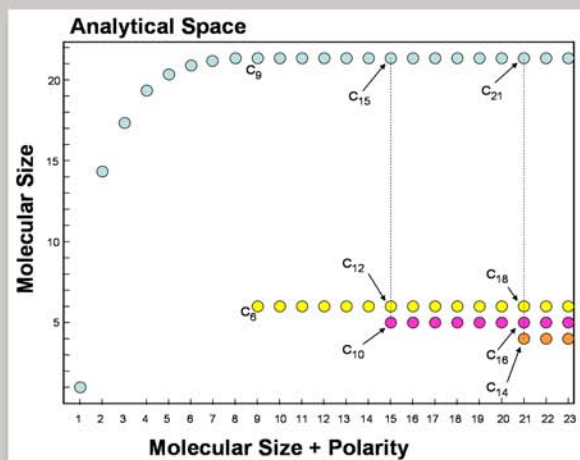 Analytical Space
Molecular Size
20
15
10
5
C9
C15
C21
C12
C18
C6
C10
C16
C14
1 2 3 4 5 6 7 8 9 10 11 12 13 14 15 16 17 18 19 20 21 22 23
Molecular Size + Polarity